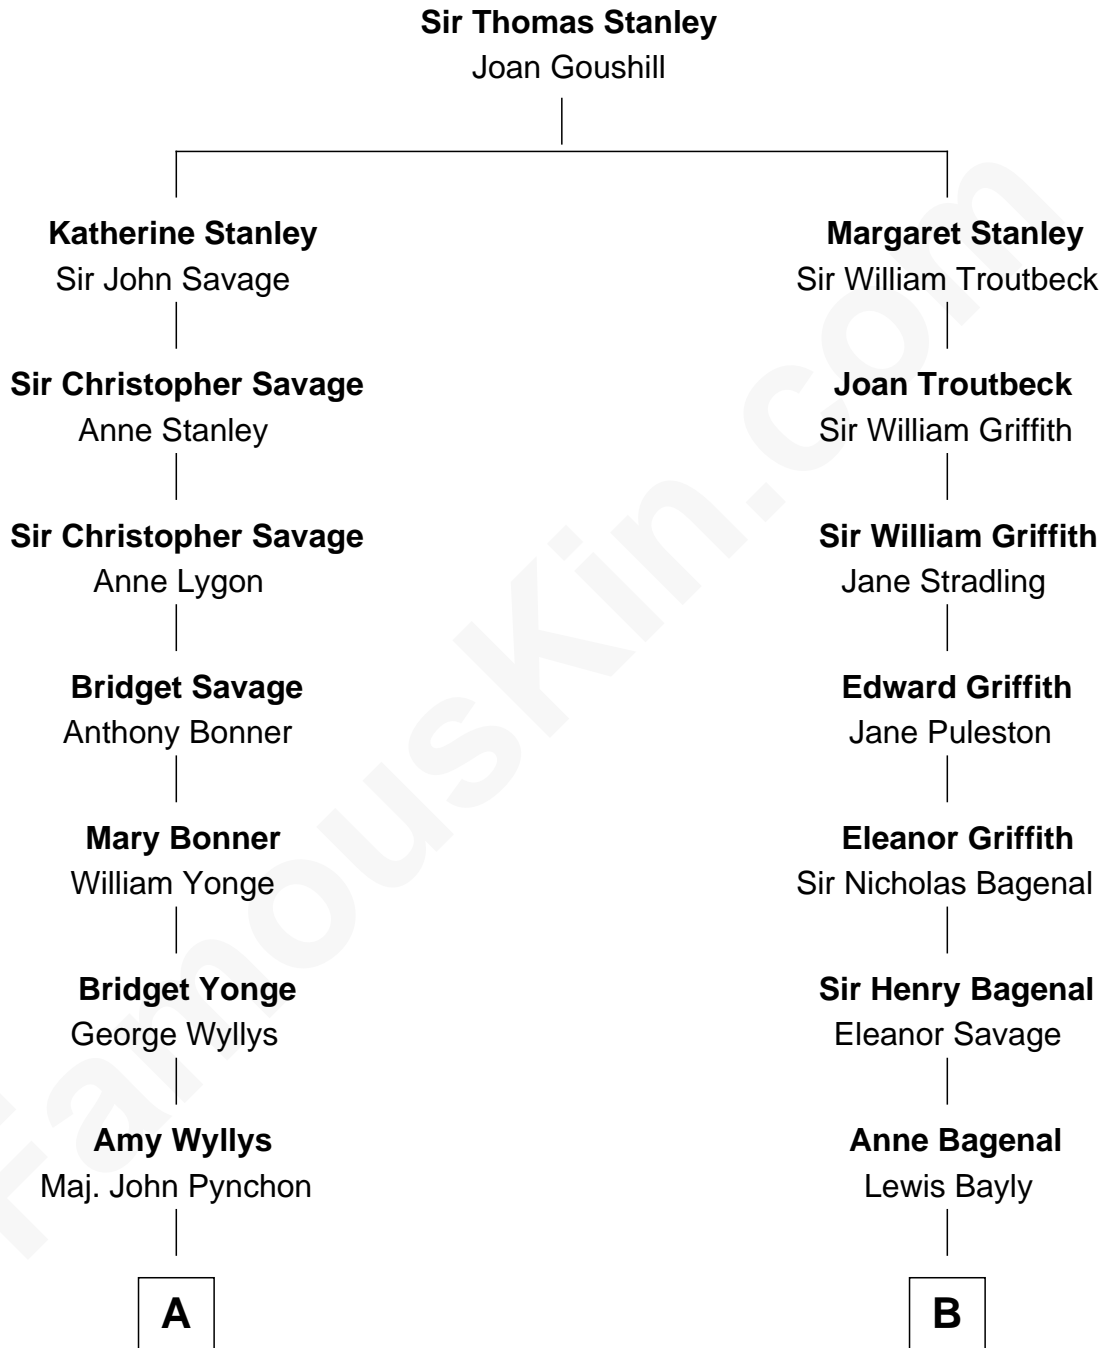 Sir Thomas Stanley
Joan Goushill
Katherine Stanley
Sir John Savage
Margaret Stanley
Sir William Troutbeck
Sir Christopher Savage
Anne Stanley
Joan Troutbeck
Sir William Griffith
Sir Christopher Savage
Anne Lygon
Sir William Griffith
Jane Stradling
Bridget Savage
Anthony Bonner
Edward Griffith
Jane Puleston
Mary Bonner
William Yonge
Eleanor Griffith
Sir Nicholas Bagenal
Bridget Yonge
George Wyllys
Sir Henry Bagenal
Eleanor Savage
Amy Wyllys
Maj. John Pynchon
Anne Bagenal
Lewis Bayly
A
B
FamousKin.com